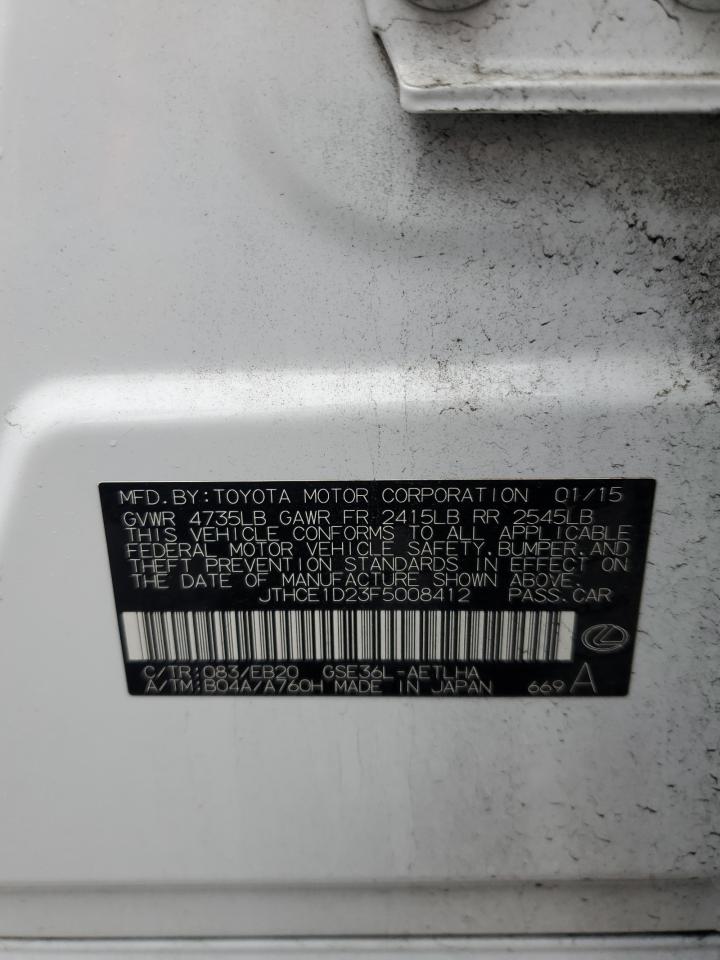 MFD.BY:TOYOTA MOTOR CORPORATION 01/15
GVWR 4735LB GAWR FR 2415LB RR 2545LB
THIS VEHICLE CONFORMS TO ALL APPLICABLE
FEDERAL MOTOR VEHICLE SAFETY,BUMPER,AND
THEFT PREVENTION STANDARDS IN EFFECT ON
THE DATE OF MANUFACTURE SHOWN ABOVE.
JTHCE1D23F5008412 PASS.CAR
C/TR:083/EB20 GSE36L-AETLHA
A/TM:B04A/A760H MADE IN JAPAN 669 A